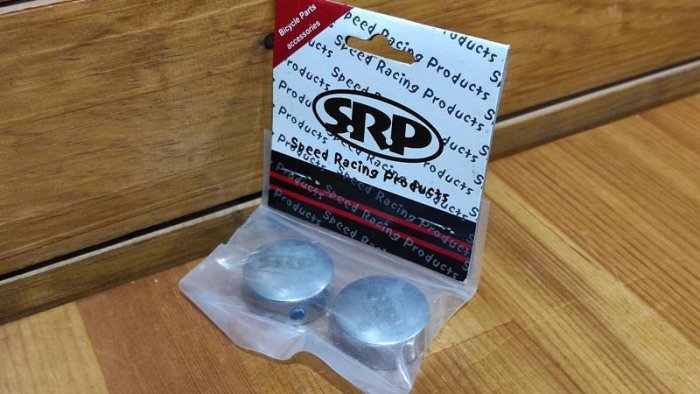 Bicycle Parts
accessories
Speed Racing Products
Speed Racing Products
S.R.P
Speed Racing Products
Products Speed Racing Products
Products Speed Racing Products